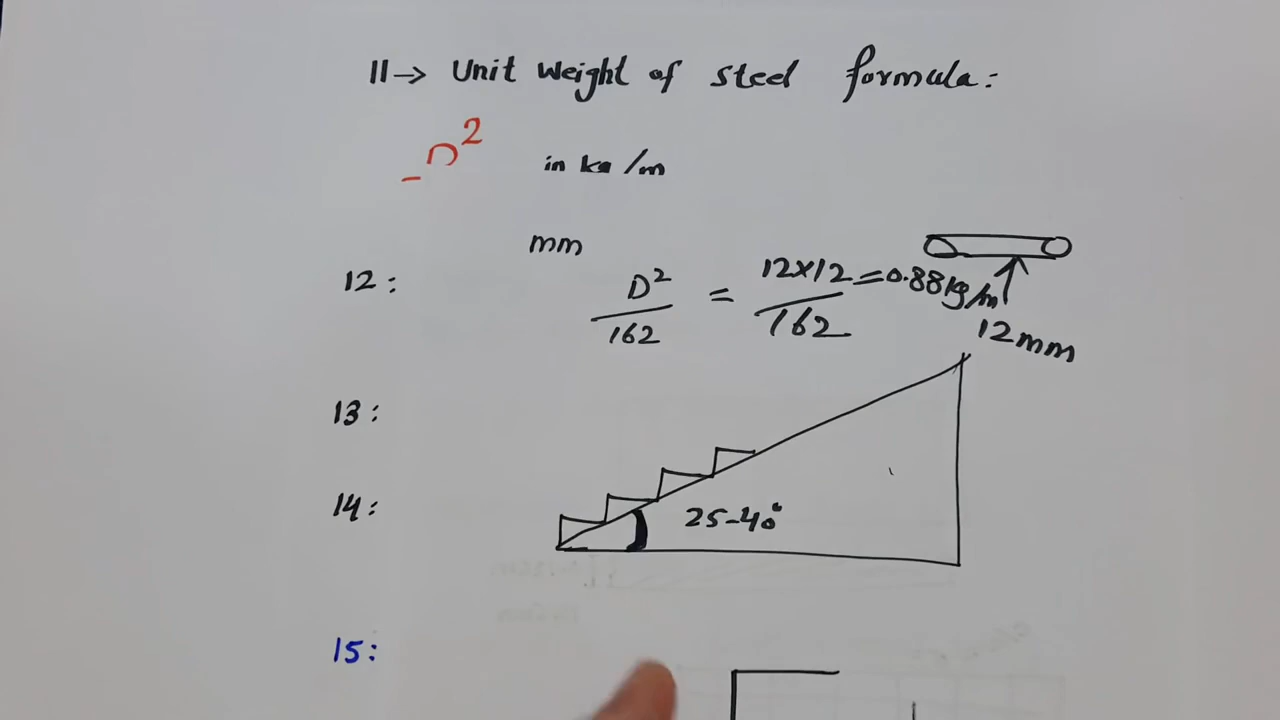 11→ Unit Weight of steel formula:
D² in kg/m
mm
12: D²/162 = 12×12/162 = 0.88kg/m
12mm
13:
14: 25-40°
15: